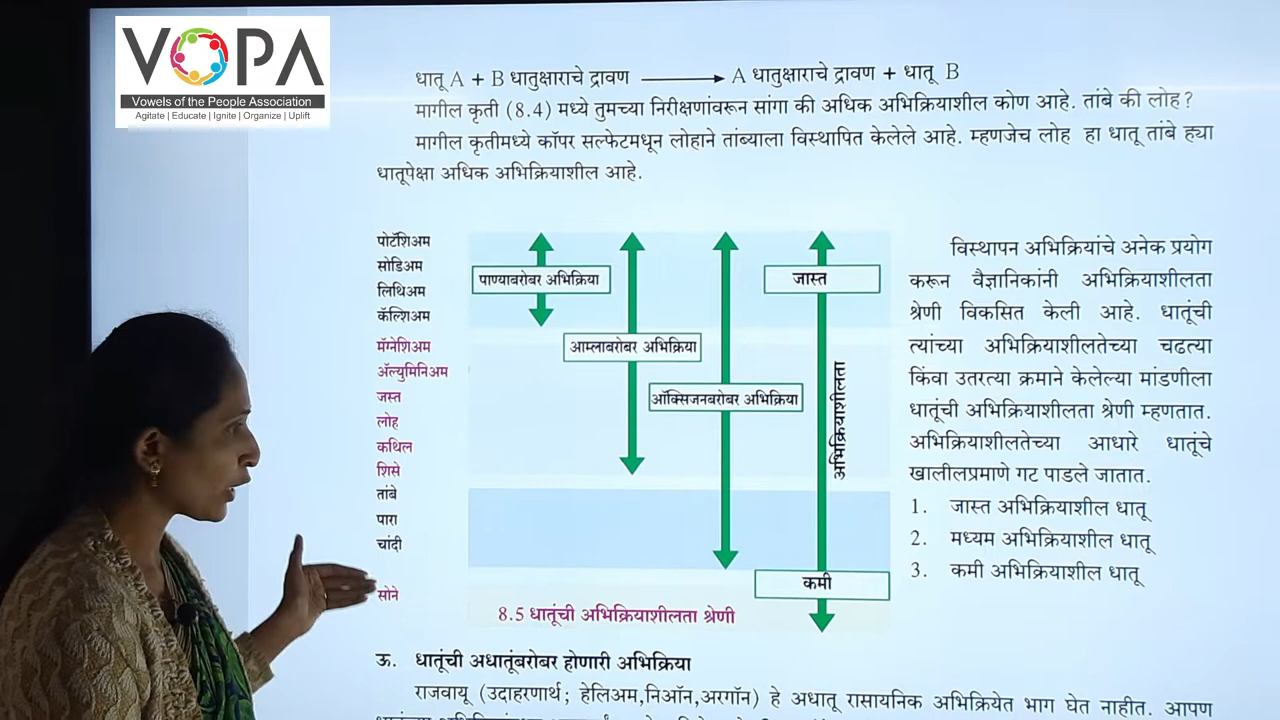 VOPA
Vowels of the People Association
Agitate | Educate | Ignite | Organize | Uplift
धातू A + B धातुक्षाराचे द्रावण ⟶ A धातुक्षाराचे द्रावण + धातू B
मागील कृती (8.4) मध्ये तुमच्या निरीक्षणांवरून सांगा की अधिक अभिक्रियाशील कोण आहे. तांबे की लोह?
मागील कृतीमध्ये कॉपर सल्फेटमधून लोहाने तांब्याला विस्थापित केलेले आहे. म्हणजेच लोह हा धातू तांबे ह्या
धातूपेक्षा अधिक अभिक्रियाशील आहे.
पोटॅशिअम
सोडिअम
लिथिअम
कॅल्शिअम
मॅग्नेशिअम
ॲल्युमिनिअम
जस्त
लोह
कथिल
शिसे
तांबे
पारा
चांदी
सोने
पाण्याबरोबर अभिक्रिया
आम्लाबरोबर अभिक्रिया
ऑक्सिजनबरोबर अभिक्रिया
जास्त
अभिक्रियाशीलता
कमी
8.5 धातूंची अभिक्रियाशीलता श्रेणी
विस्थापन अभिक्रियांचे अनेक प्रयोग
करून वैज्ञानिकांनी अभिक्रियाशीलता
श्रेणी विकसित केली आहे. धातूंची
त्यांच्या अभिक्रियाशीलतेच्या चढत्या
किंवा उतरत्या क्रमाने केलेल्या मांडणीला
धातूंची अभिक्रियाशीलता श्रेणी म्हणतात.
अभिक्रियाशीलतेच्या आधारे धातूंचे
खालीलप्रमाणे गट पाडले जातात.
1. जास्त अभिक्रियाशील धातू
2. मध्यम अभिक्रियाशील धातू
3. कमी अभिक्रियाशील धातू
ऊ. धातूंची अधातूंबरोबर होणारी अभिक्रिया
राजवायू (उदाहरणार्थ; हेलिअम,निऑन,अरगॉन) हे अधातू रासायनिक अभिक्रियेत भाग घेत नाहीत. आपण